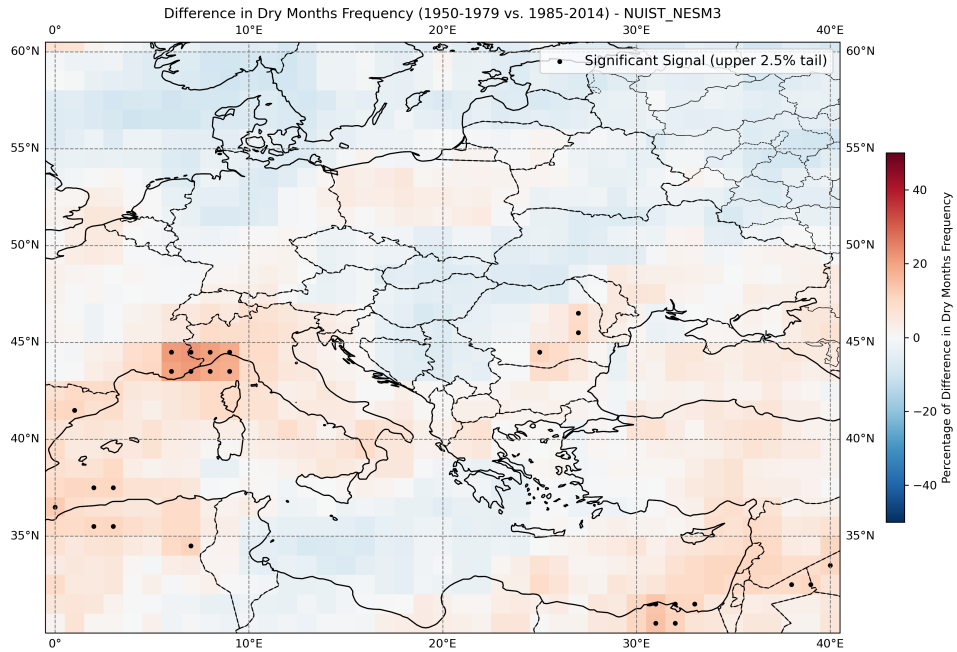 Difference in Dry Months Frequency (1950-1979 vs. 1985-2014) - NUIST_NESM3
0° 10°E 20°E 30°E 40°E
60°N 60°N
Significant Signal (upper 2.5% tail)
55°N 55°N
50°N 50°N
45°N 45°N
40°N 40°N
35°N 35°N
0° 10°E 20°E 30°E 40°E
40
20
0
−20
−40
Percentage of Difference in Dry Months Frequency